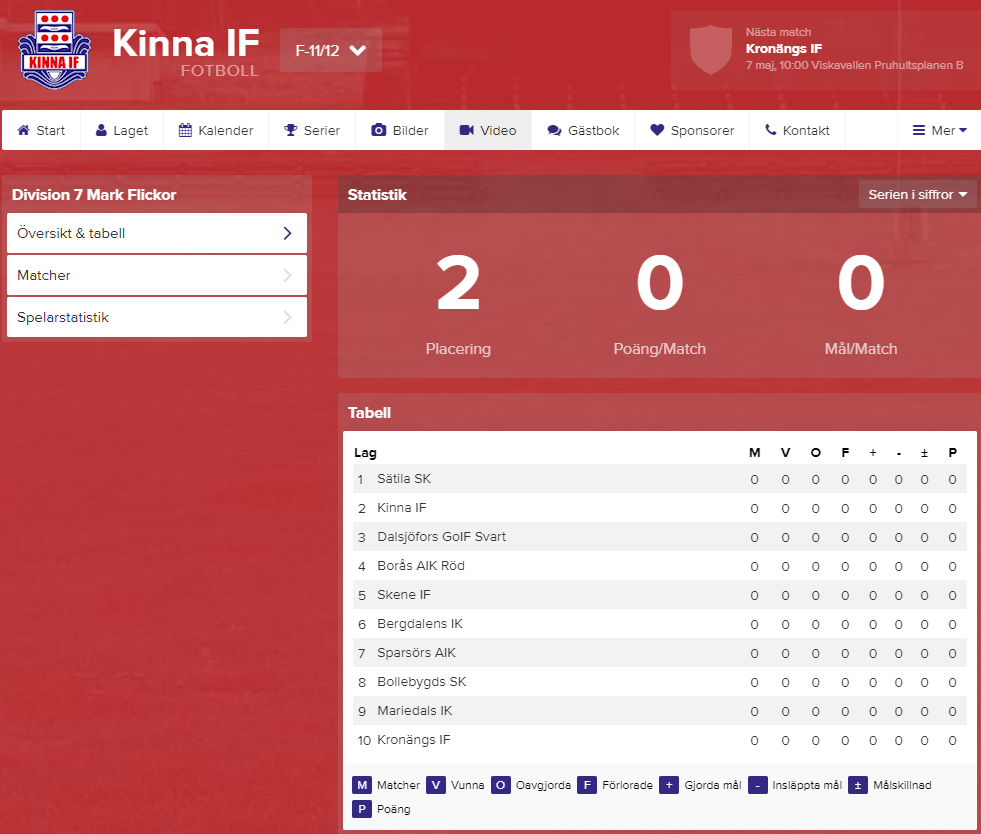 KINNA IF
Kinna IF
FOTBOLL
F-11/12
Nästa match
Kronängs IF
7 maj, 10:00 Viskavallen Pruhultsplanen B
Start Laget Kalender Serier Bilder Video Gästbok Sponsorer Kontakt Mer
Division 7 Mark Flickor
Översikt & tabell
Matcher
Spelarstatistik
Statistik Serien i siffror
2 0 0
Placering Poäng/Match Mål/Match
Tabell
Lag M V O F + - ± P
1 Sätila SK 0 0 0 0 0 0 0 0
2 Kinna IF 0 0 0 0 0 0 0 0
3 Dalsjöfors GoIF Svart 0 0 0 0 0 0 0 0
4 Borås AIK Röd 0 0 0 0 0 0 0 0
5 Skene IF 0 0 0 0 0 0 0 0
6 Bergdalens IK 0 0 0 0 0 0 0 0
7 Sparsörs AIK 0 0 0 0 0 0 0 0
8 Bollebygds SK 0 0 0 0 0 0 0 0
9 Mariedals IK 0 0 0 0 0 0 0 0
10 Kronängs IF 0 0 0 0 0 0 0 0
M Matcher V Vunna O Oavgjorda F Förlorade + Gjorda mål - Insläppta mål ± Målskillnad
P Poäng